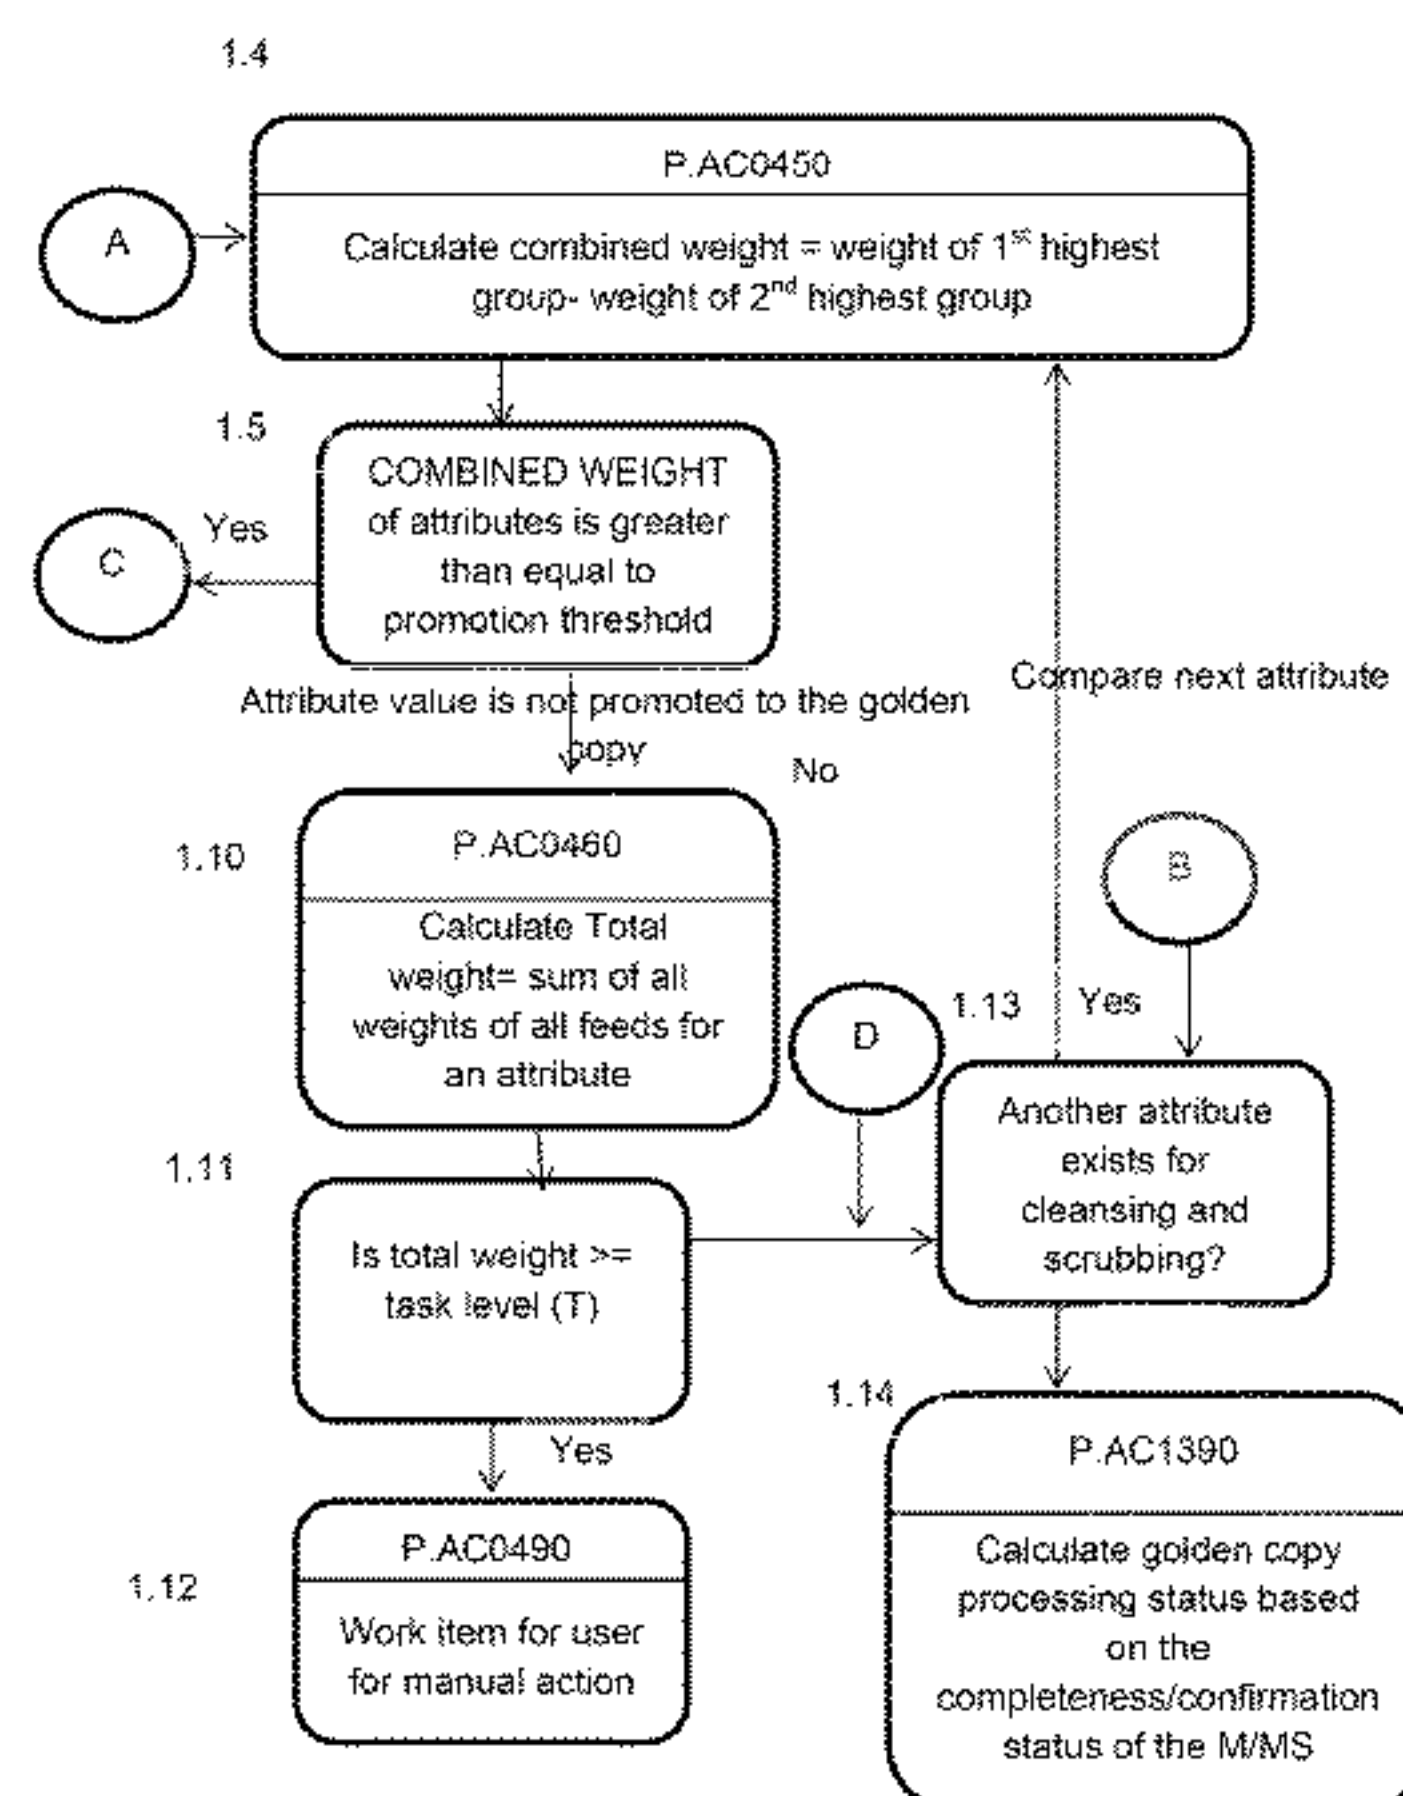 1.4
P.AC0450
A
Calculate combined weight = weight of 1st highest
group- weight of 2nd highest group
1.5
COMBINED WEIGHT
of attributes is greater
than equal to
promotion threshold
Yes
C
Compare next attribute
Attribute value is not promoted to the golden
copy
No
1.10
P.AC0460
Calculate Total
weight= sum of all
weights of all feeds for
an attribute
B
D
1.13
Yes
Another attribute
exists for
cleansing and
scrubbing?
1.11
Is total weight >=
task level (T)
Yes
1.12
P.AC0490
Work item for user
for manual action
1.14
P.AC1390
Calculate golden copy
processing status based
on the
completeness/confirmation
status of the M/MS